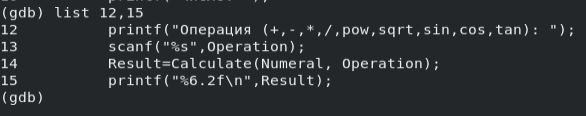 (gdb) list 12,15
12 printf("Операция (+,-,*,/,pow,sqrt,sin,cos,tan): ");
13 scanf("%s",Operation);
14 Result=Calculate(Numeral, Operation);
15 printf("%6.2f\n",Result);
(gdb)